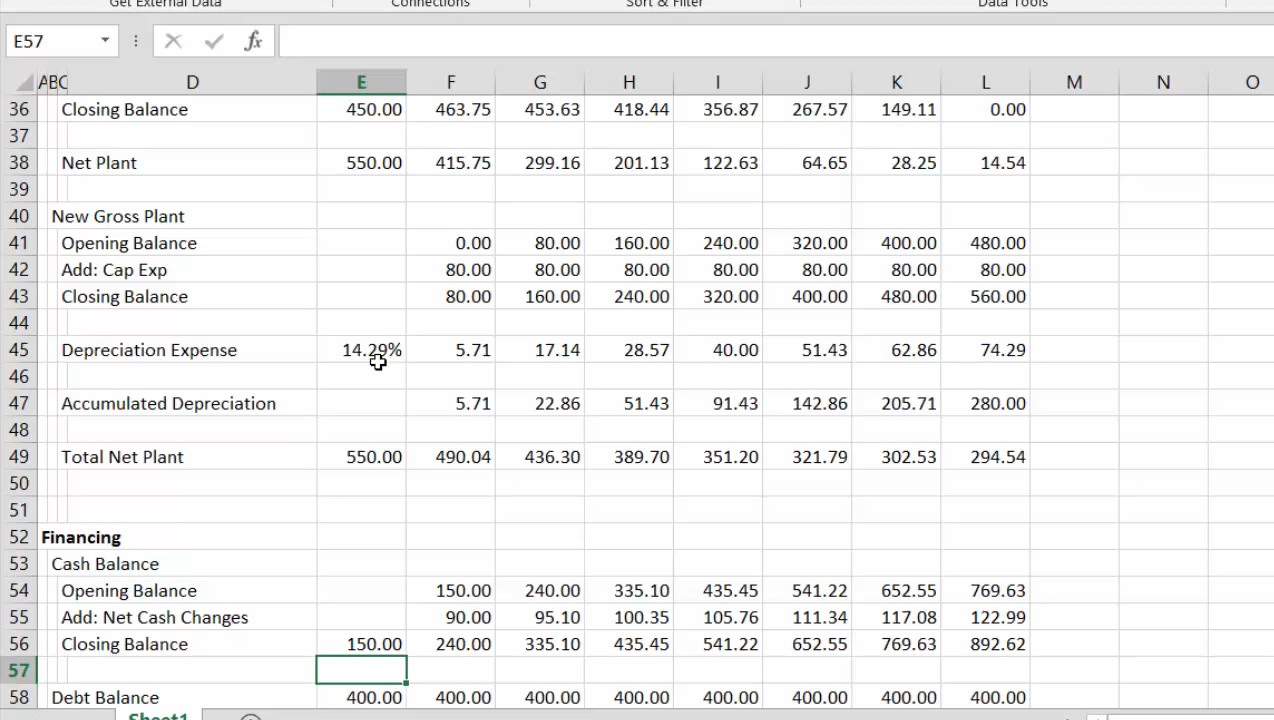 Get External Data Connections Sort & Filter Data Tools
E57 fx
A B C D E F G H I J K L M N O
36 Closing Balance 450.00 463.75 453.63 418.44 356.87 267.57 149.11 0.00
37
38 Net Plant 550.00 415.75 299.16 201.13 122.63 64.65 28.25 14.54
39
40 New Gross Plant
41 Opening Balance 0.00 80.00 160.00 240.00 320.00 400.00 480.00
42 Add: Cap Exp 80.00 80.00 80.00 80.00 80.00 80.00 80.00
43 Closing Balance 80.00 160.00 240.00 320.00 400.00 480.00 560.00
44
45 Depreciation Expense 14.29% 5.71 17.14 28.57 40.00 51.43 62.86 74.29
46
47 Accumulated Depreciation 5.71 22.86 51.43 91.43 142.86 205.71 280.00
48
49 Total Net Plant 550.00 490.04 436.30 389.70 351.20 321.79 302.53 294.54
50
51
52 Financing
53 Cash Balance
54 Opening Balance 150.00 240.00 335.10 435.45 541.22 652.55 769.63
55 Add: Net Cash Changes 90.00 95.10 100.35 105.76 111.34 117.08 122.99
56 Closing Balance 150.00 240.00 335.10 435.45 541.22 652.55 769.63 892.62
57
58 Debt Balance 400.00 400.00 400.00 400.00 400.00 400.00 400.00 400.00
Sheet1